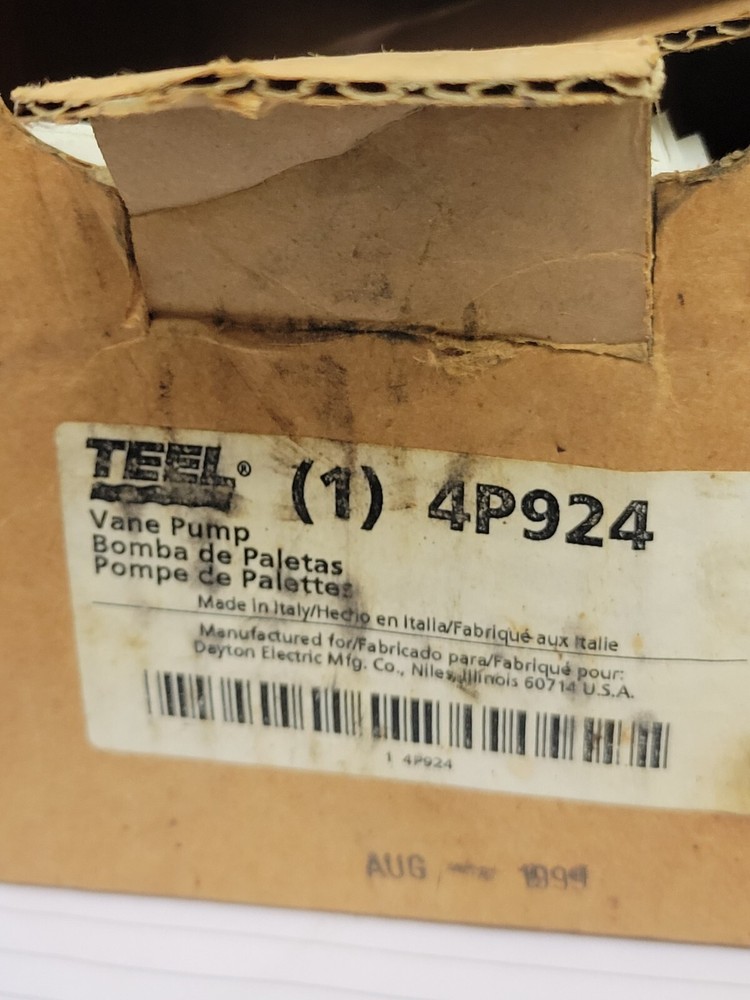 TEEL® (1) 4P924
Vane Pump
Bomba de Paletas
Pompe de Palettes
Made in Italy/Hecho en Italia/Fabriqué aux Italie
Manufactured for/Fabricado para/Fabriqué pour:
Dayton Electric Mfg. Co., Niles, Illinois 60714 U.S.A.
1 4P924
AUG